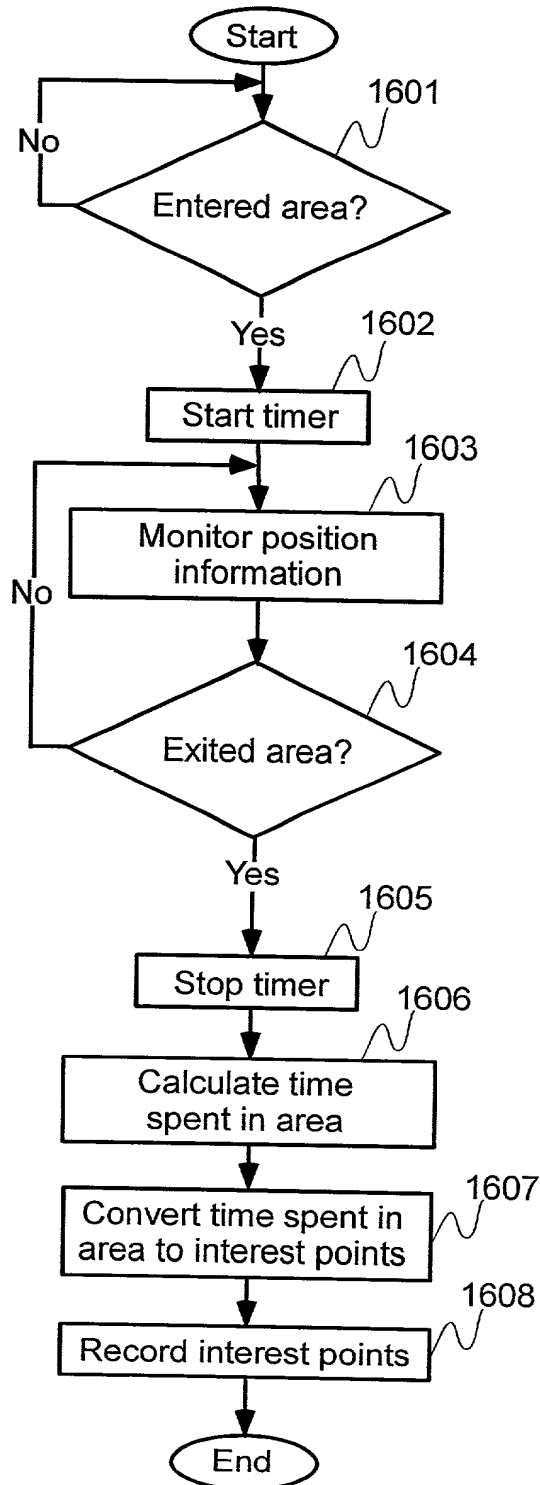 Start
1601
No
Entered area?
Yes
1602
Start timer
1603
Monitor position
information
No
1604
Exited area?
Yes
1605
Stop timer
1606
Calculate time
spent in area
1607
Convert time spent in
area to interest points
1608
Record interest points
End